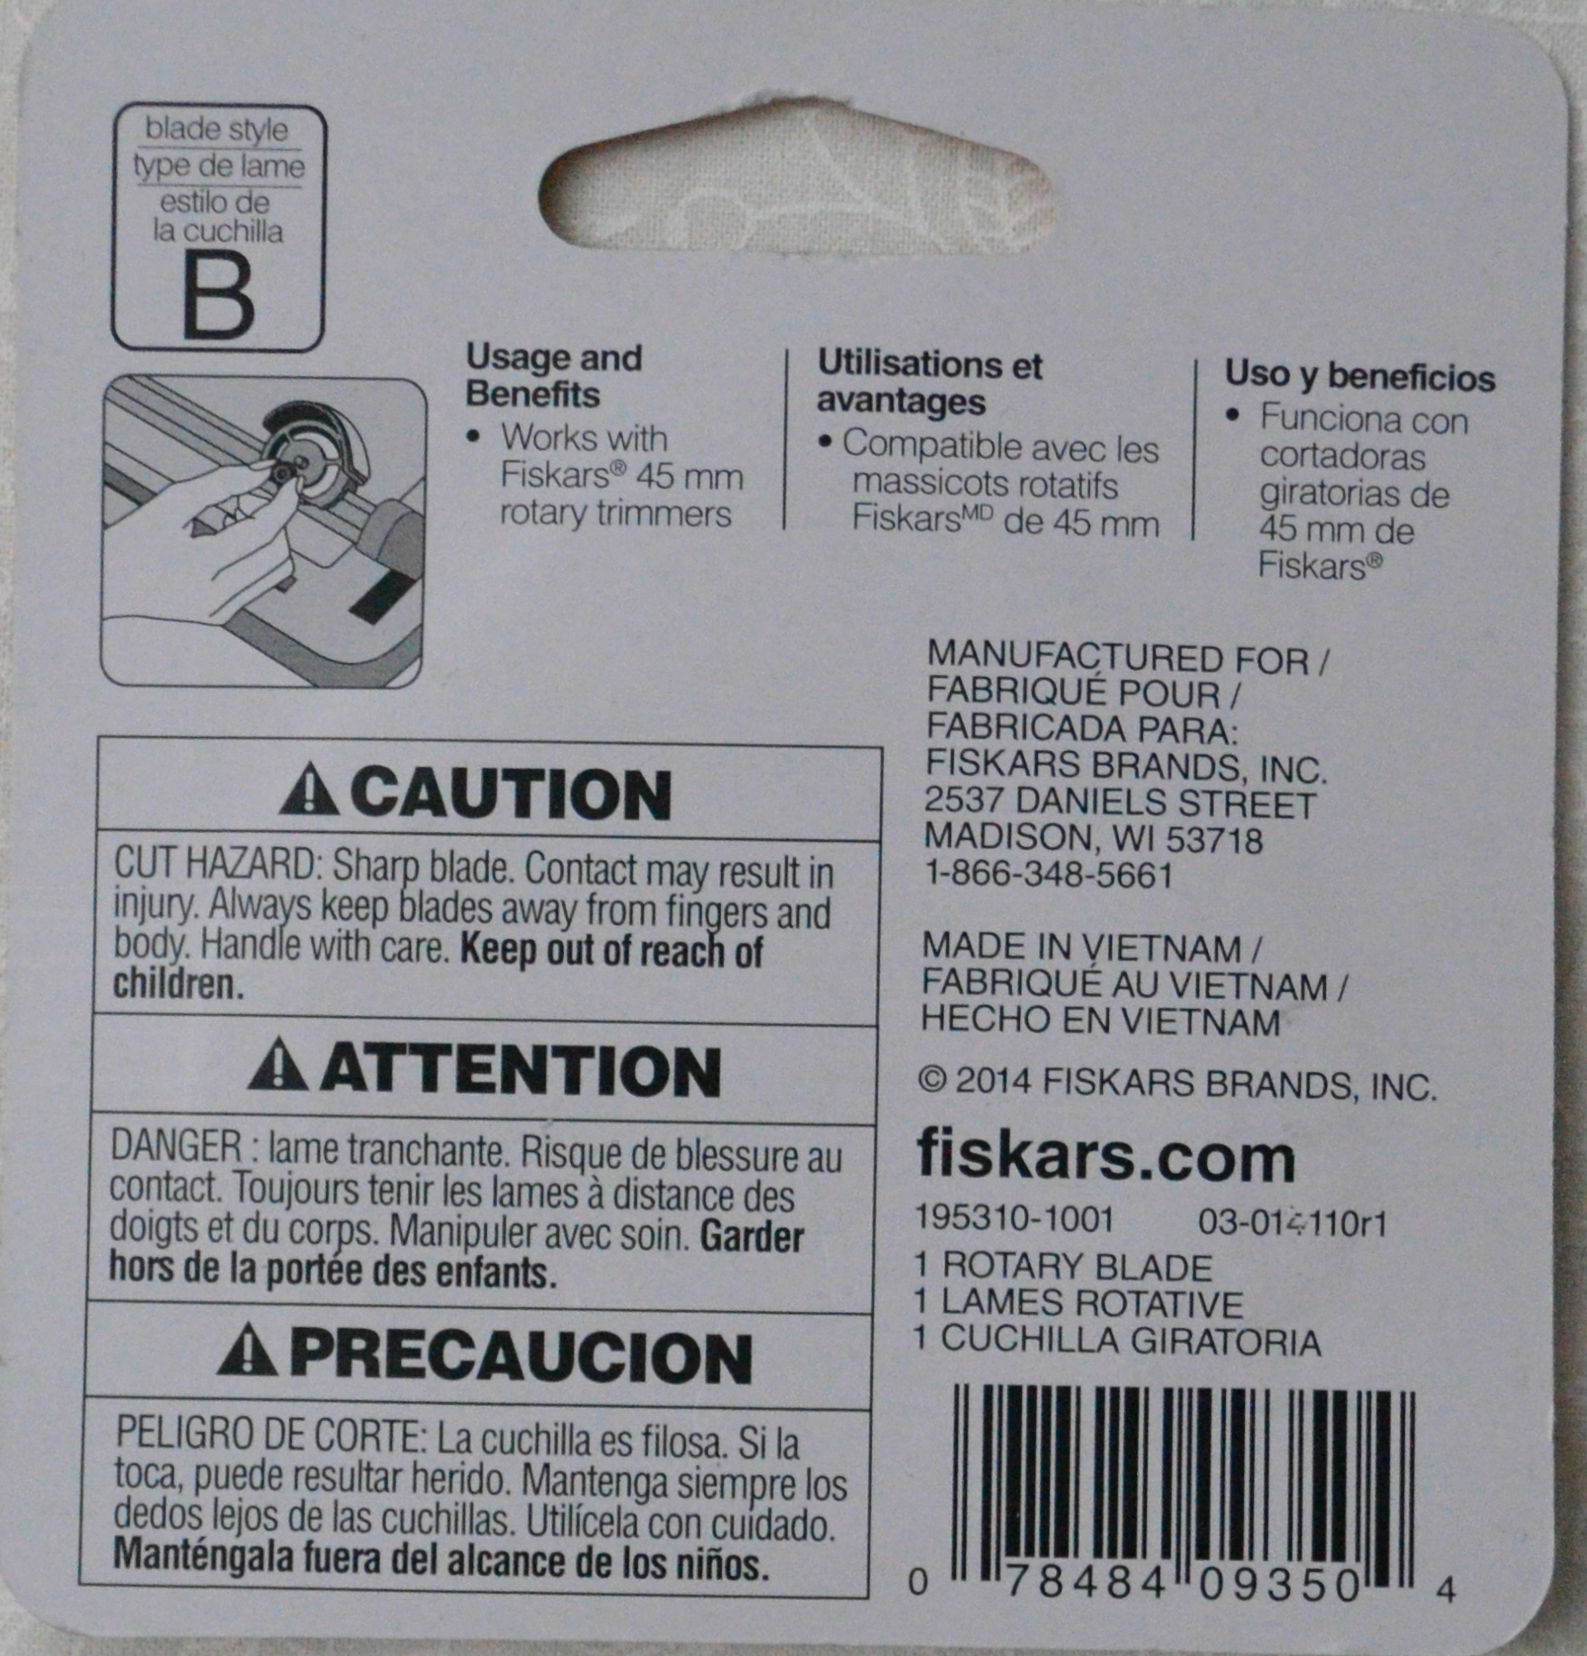 blade style
type de lame
estilo de
la cuchilla
B
Usage and
Benefits
• Works with
Fiskars® 45 mm
rotary trimmers
Utilisations et
avantages
• Compatible avec les
massicots rotatifs
Fiskarsᴹᴰ de 45 mm
Uso y beneficios
• Funciona con
cortadoras
giratorias de
45 mm de
Fiskars®
⚠ CAUTION
CUT HAZARD: Sharp blade. Contact may result in
injury. Always keep blades away from fingers and
body. Handle with care. Keep out of reach of
children.
⚠ ATTENTION
DANGER : lame tranchante. Risque de blessure au
contact. Toujours tenir les lames à distance des
doigts et du corps. Manipuler avec soin. Garder
hors de la portée des enfants.
⚠ PRECAUCION
PELIGRO DE CORTE: La cuchilla es filosa. Si la
toca, puede resultar herido. Mantenga siempre los
dedos lejos de las cuchillas. Utilícela con cuidado.
Manténgala fuera del alcance de los niños.
MANUFACTURED FOR /
FABRIQUÉ POUR /
FABRICADA PARA:
FISKARS BRANDS, INC.
2537 DANIELS STREET
MADISON, WI 53718
1-866-348-5661
MADE IN VIETNAM /
FABRIQUÉ AU VIETNAM /
HECHO EN VIETNAM
© 2014 FISKARS BRANDS, INC.
fiskars.com
195310-1001 03-014110r1
1 ROTARY BLADE
1 LAMES ROTATIVE
1 CUCHILLA GIRATORIA
0 78484 09350 4